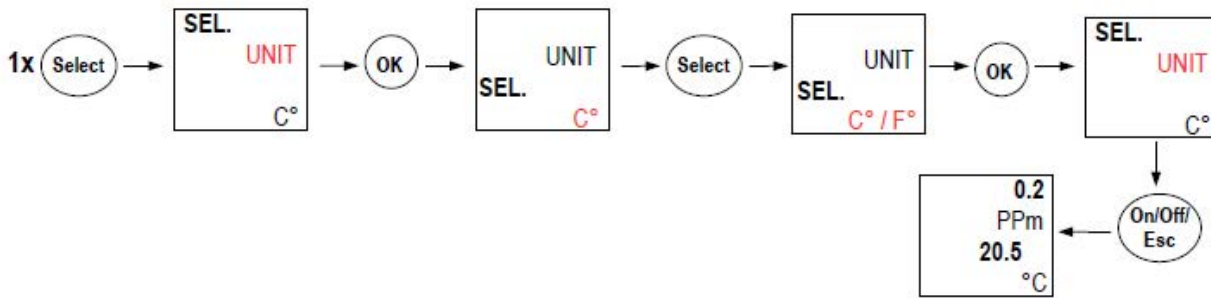 1x
Select
SEL.
UNIT
C°
OK
UNIT
SEL.
C°
Select
UNIT
SEL.
C° / F°
OK
SEL.
UNIT
C°
On/Off/
Esc
0.2
PPm
20.5
°C